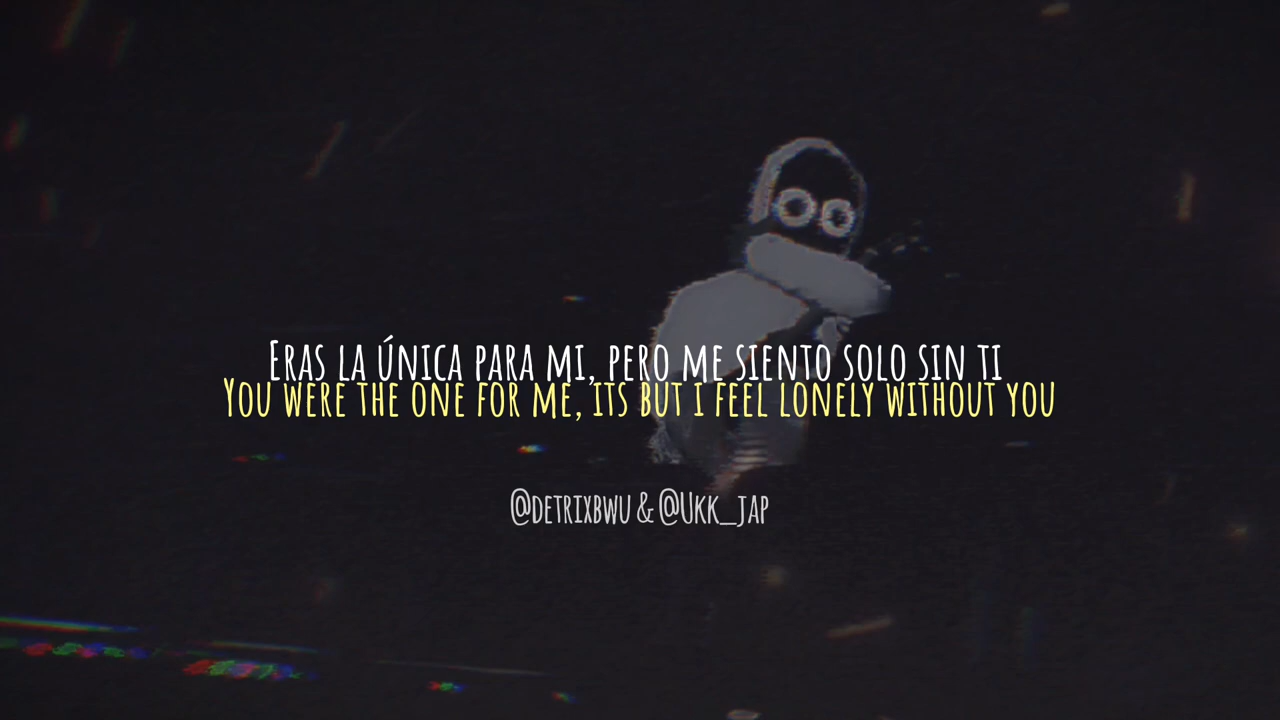 Eras la única para mi, pero me siento solo sin ti
You were the one for me, its but i feel lonely without you
@detrixbwu & @Ukk_jap